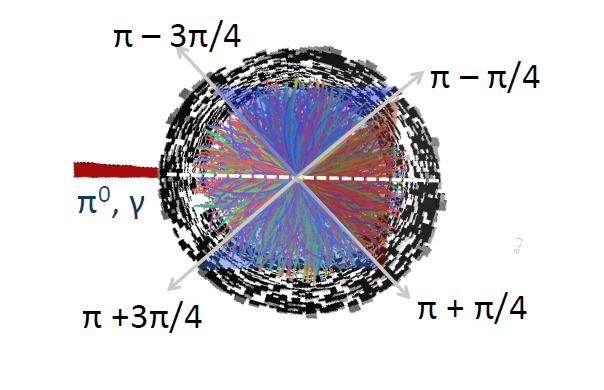 π − 3π/4
π − π/4
π⁰, γ
π +3π/4
π + π/4